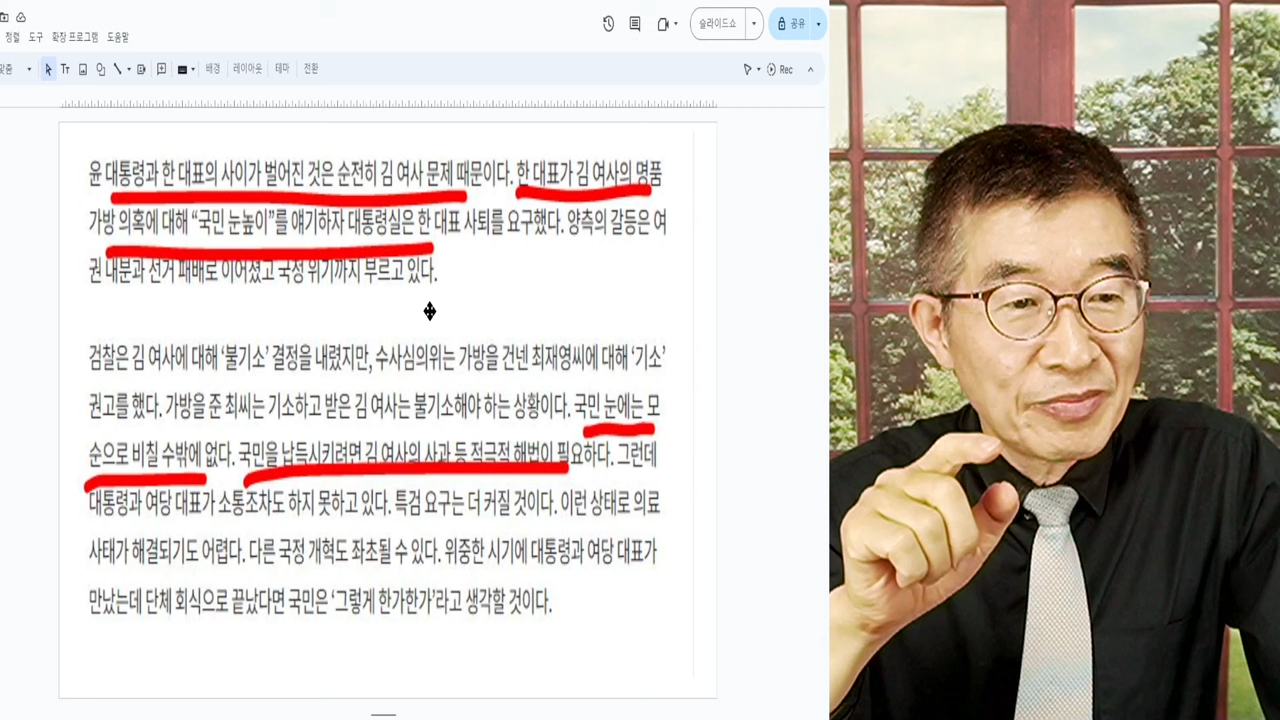 정렬 도구 확장 프로그램 도움말
슬라이드쇼
공유
맞춤
배경 레이아웃 테마 전환
Rec
윤 대통령과 한 대표의 사이가 벌어진 것은 순전히 김 여사 문제 때문이다. 한 대표가 김 여사의 명품
가방 의혹에 대해 “국민 눈높이”를 얘기하자 대통령실은 한 대표 사퇴를 요구했다. 양측의 갈등은 여
권 내분과 선거 패배로 이어졌고 국정 위기까지 부르고 있다.
검찰은 김 여사에 대해 ‘불기소’ 결정을 내렸지만, 수사심의위는 가방을 건넨 최재영씨에 대해 ‘기소’
권고를 했다. 가방을 준 최씨는 기소하고 받은 김 여사는 불기소해야 하는 상황이다. 국민 눈에는 모
순으로 비칠 수밖에 없다. 국민을 납득시키려면 김 여사의 사과 등 적극적 해법이 필요하다. 그런데
대통령과 여당 대표가 소통조차도 하지 못하고 있다. 특검 요구는 더 커질 것이다. 이런 상태로 의료
사태가 해결되기도 어렵다. 다른 국정 개혁도 좌초될 수 있다. 위중한 시기에 대통령과 여당 대표가
만났는데 단체 회식으로 끝났다면 국민은 ‘그렇게 한가한가’라고 생각할 것이다.